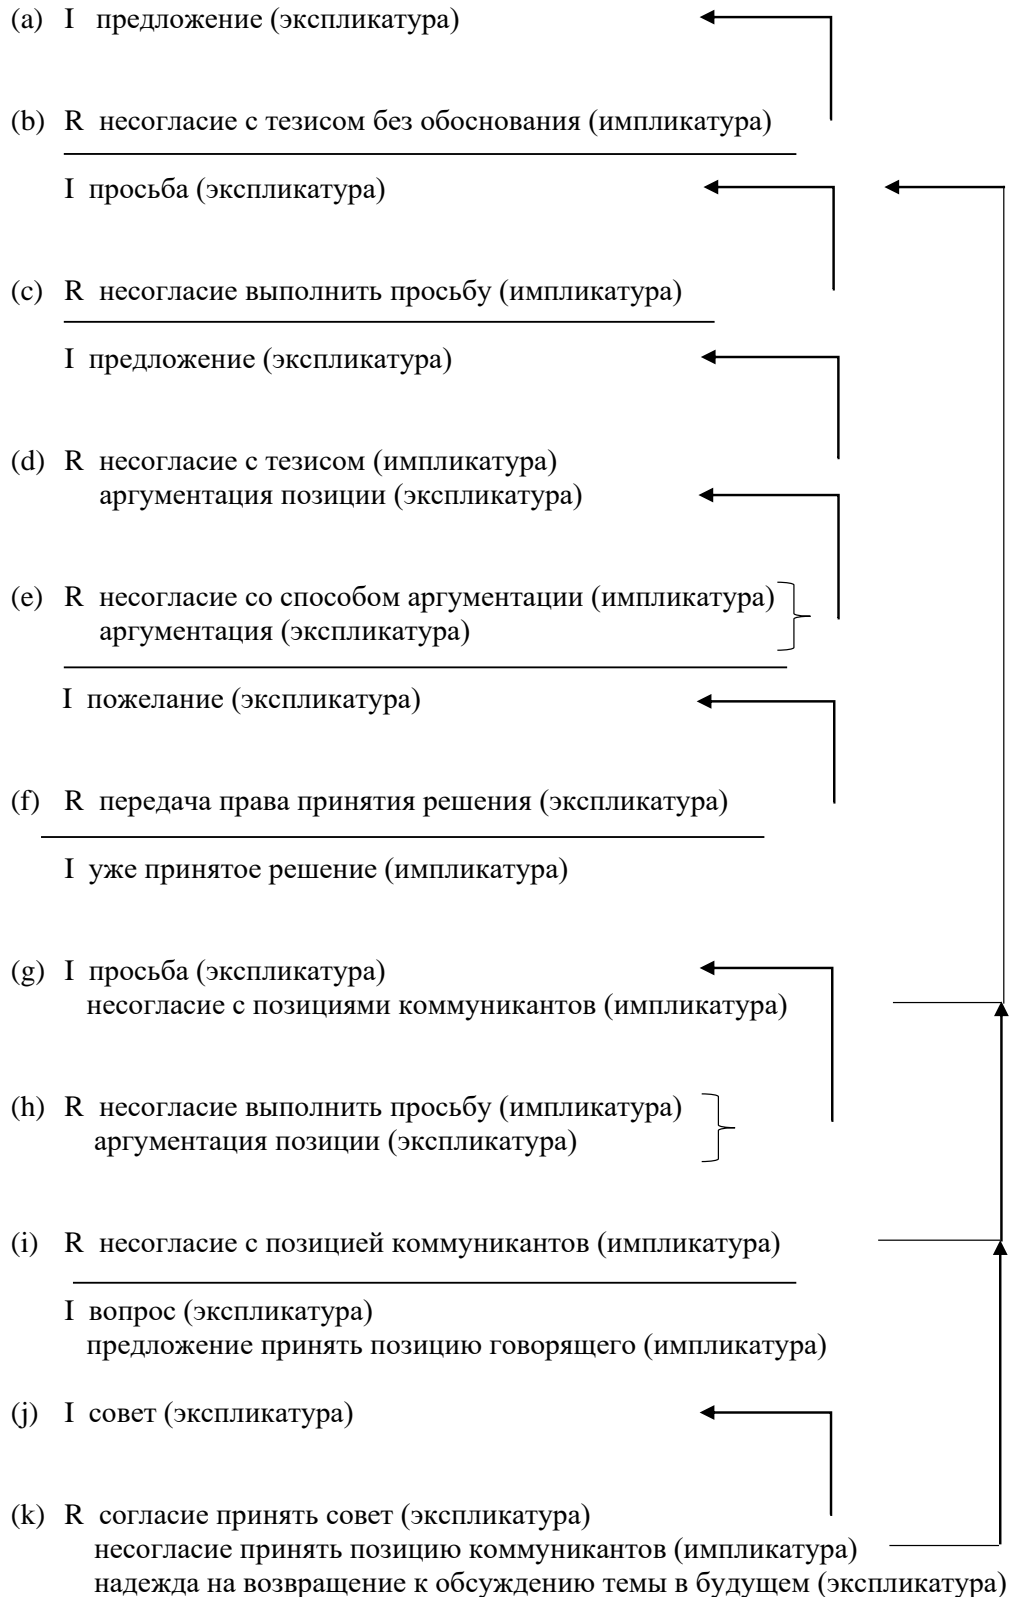 (a) I предложение (экспликатура)
(b) R несогласие с тезисом без обоснования (импликатура)
I просьба (экспликатура)
(c) R несогласие выполнить просьбу (импликатура)
I предложение (экспликатура)
(d) R несогласие с тезисом (импликатура)
аргументация позиции (экспликатура)
(e) R несогласие со способом аргументации (импликатура)
аргументация (экспликатура)
I пожелание (экспликатура)
(f) R передача права принятия решения (экспликатура)
I уже принятое решение (импликатура)
(g) I просьба (экспликатура)
несогласие с позициями коммуникантов (импликатура)
(h) R несогласие выполнить просьбу (импликатура)
аргументация позиции (экспликатура)
(i) R несогласие с позицией коммуникантов (импликатура)
I вопрос (экспликатура)
предложение принять позицию говорящего (импликатура)
(j) I совет (экспликатура)
(k) R согласие принять совет (экспликатура)
несогласие принять позицию коммуникантов (импликатура)
надежда на возвращение к обсуждению темы в будущем (экспликатура)